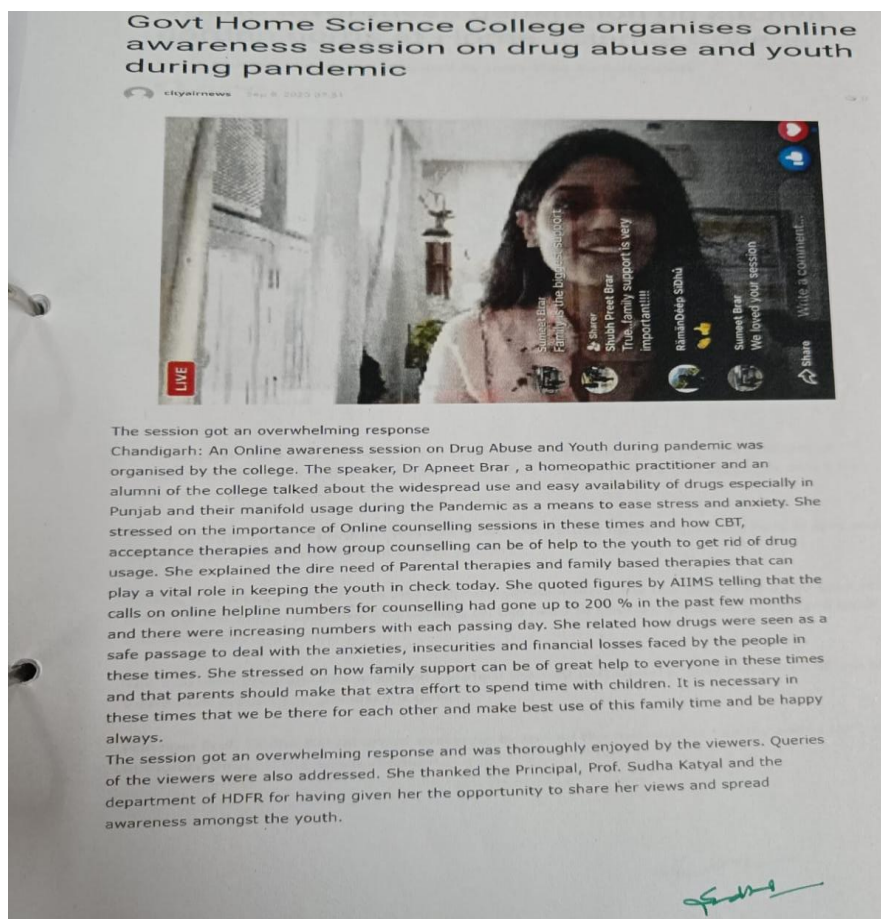 Govt Home Science College organises online
awareness session on drug abuse and youth
during pandemic
cityairnews
LIVE
Sumeet Brar
Family is the biggest support
Sharer
Shubh Preet Brar
True..family support is very
important!!!!
RämänDëép SiDhú
Sumeet Brar
We loved your session
Share
Write a comment...
The session got an overwhelming response
Chandigarh: An Online awareness session on Drug Abuse and Youth during pandemic was
organised by the college. The speaker, Dr Apneet Brar , a homeopathic practitioner and an
alumni of the college talked about the widespread use and easy availability of drugs especially in
Punjab and their manifold usage during the Pandemic as a means to ease stress and anxiety. She
stressed on the importance of Online counselling sessions in these times and how CBT,
acceptance therapies and how group counselling can be of help to the youth to get rid of drug
usage. She explained the dire need of Parental therapies and family based therapies that can
play a vital role in keeping the youth in check today. She quoted figures by AIIMS telling that the
calls on online helpline numbers for counselling had gone up to 200 % in the past few months
and there were increasing numbers with each passing day. She related how drugs were seen as a
safe passage to deal with the anxieties, insecurities and financial losses faced by the people in
these times. She stressed on how family support can be of great help to everyone in these times
and that parents should make that extra effort to spend time with children. It is necessary in
these times that we be there for each other and make best use of this family time and be happy
always.
The session got an overwhelming response and was thoroughly enjoyed by the viewers. Queries
of the viewers were also addressed. She thanked the Principal, Prof. Sudha Katyal and the
department of HDFR for having given her the opportunity to share her views and spread
awareness amongst the youth.